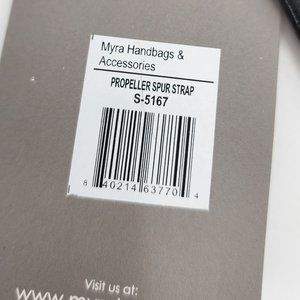 Myra Handbags &
Accessories
PROPELLER SPUR STRAP
S-5167
6 40214 63770 4
Visit us at: